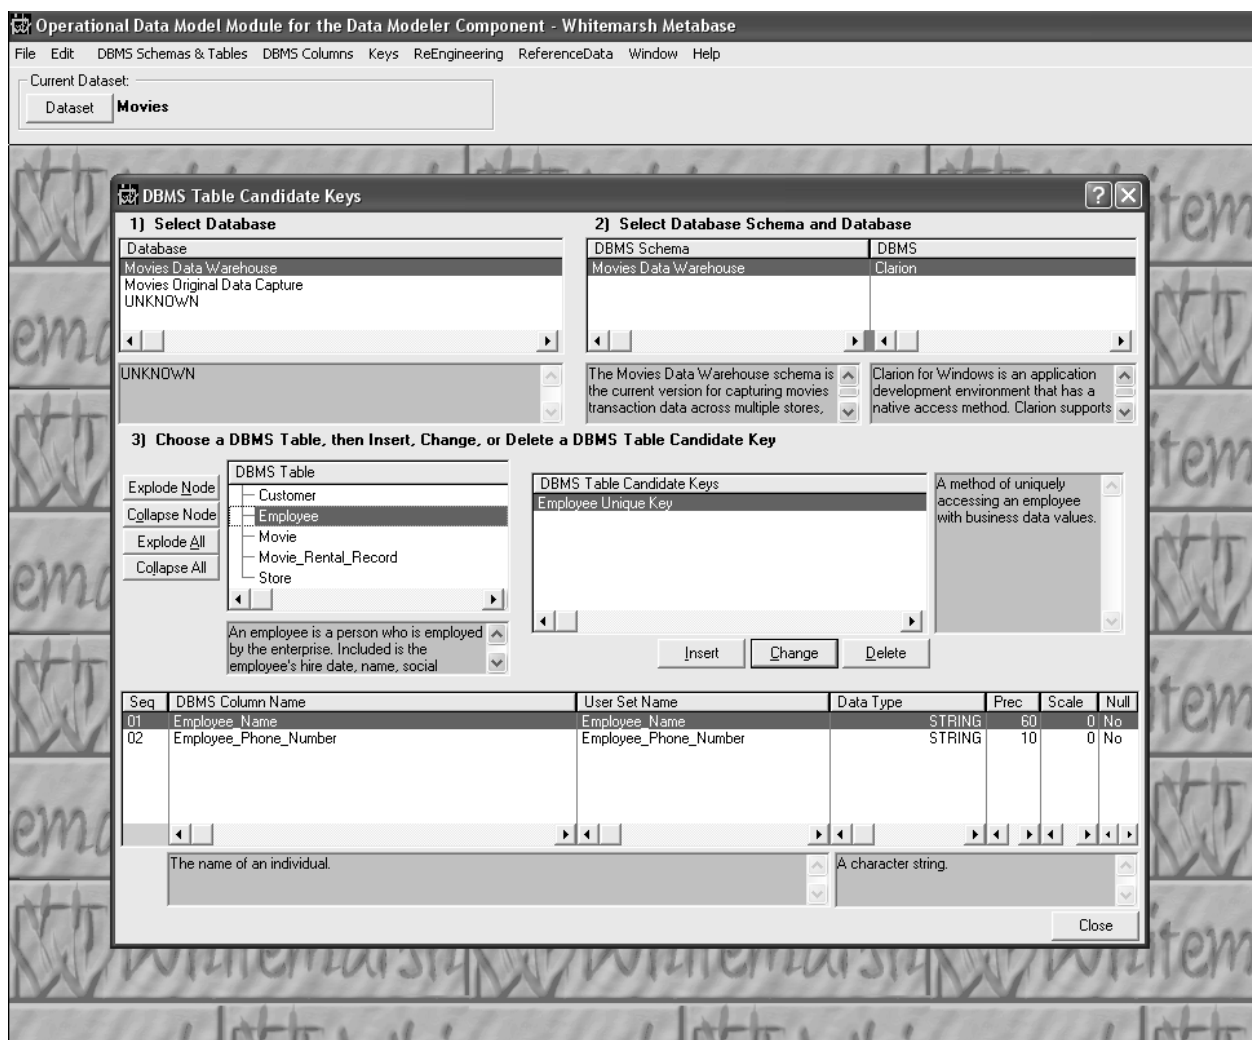 Operational Data Model Module for the Data Modeler Component - Whitemarsh Metabase
File Edit DBMS Schemas & Tables DBMS Columns Keys ReEngineering ReferenceData Window Help
Current Dataset:
Dataset Movies
DBMS Table Candidate Keys
1) Select Database
2) Select Database Schema and Database
Database
Movies Data Warehouse
Movies Original Data Capture
UNKNOWN
DBMS Schema DBMS
Movies Data Warehouse Clarion
UNKNOWN
The Movies Data Warehouse schema is
the current version for capturing movies
transaction data across multiple stores,
Clarion for Windows is an application
development environment that has a
native access method. Clarion supports
3) Choose a DBMS Table, then Insert, Change, or Delete a DBMS Table Candidate Key
Explode Node
Collapse Node
Explode All
Collapse All
DBMS Table
Customer
Employee
Movie
Movie_Rental_Record
Store
An employee is a person who is employed
by the enterprise. Included is the
employee's hire date, name, social
DBMS Table Candidate Keys
Employee Unique Key
A method of uniquely
accessing an employee
with business data values.
Insert Change Delete
Seq DBMS Column Name User Set Name Data Type Prec Scale Null
01 Employee_Name Employee_Name STRING 60 0 No
02 Employee_Phone_Number Employee_Phone_Number STRING 10 0 No
The name of an individual.
A character string.
Close
Whitemarsh Whitemarsh